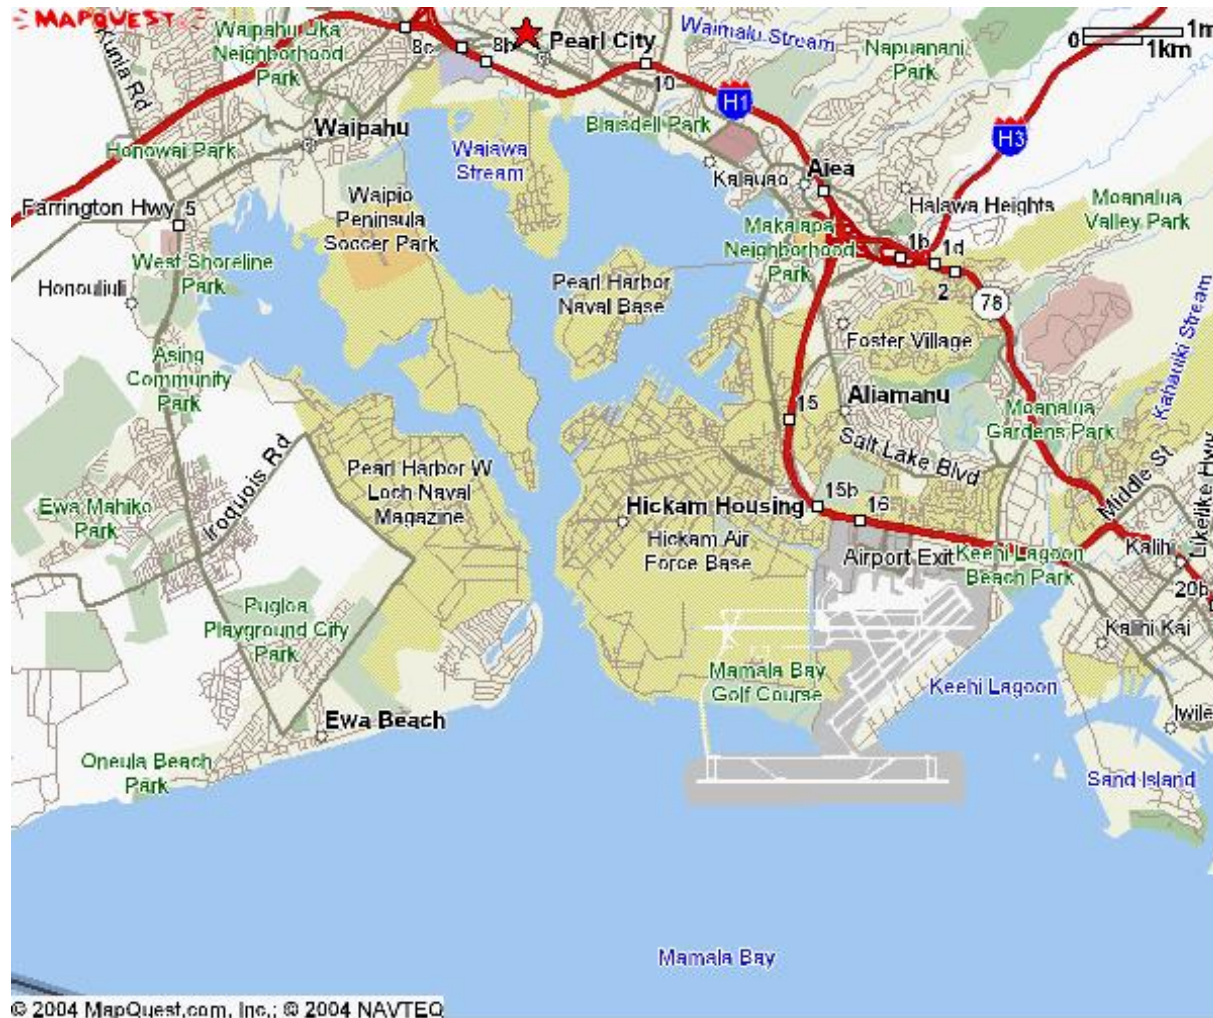 MAPQUEST
Kunia Rd
Waipahu Uka
Neighborhood
Park
8c
8b
Pearl City
Waimalu Stream
Napuanani
Park
0
1m
1km
10
H1
H3
Waipahu
Honowai Park
Waiawa
Stream
Blaisdell Park
Kalauao
Aiea
Halawa Heights
Moanalua
Valley Park
Farrington Hwy
5
Waipio
Peninsula
Soccer Park
Makalapa
Neighborhood
Park
1b
1d
2
78
West Shoreline
Park
Honouliuli
Pearl Harbor
Naval Base
Foster Village
Kahauiki Stream
Asing
Community
Park
15
Aliamanu
Moanalua
Gardens Park
Salt Lake Blvd
Iroquois Rd
Pearl Harbor W
Loch Naval
Magazine
Middle St
Likelike Hwy
Ewa Mahiko
Park
Hickam Housing
15b
16
Hickam Air
Force Base
Airport Exit
Keehi Lagoon
Beach Park
Kalihi
20b
Pugloa
Playground City
Park
Kalihi Kai
Mamala Bay
Golf Course
Keehi Lagoon
Iwile
Ewa Beach
Oneula Beach
Park
Sand Island
Mamala Bay
© 2004 MapQuest.com, Inc.; © 2004 NAVTEQ